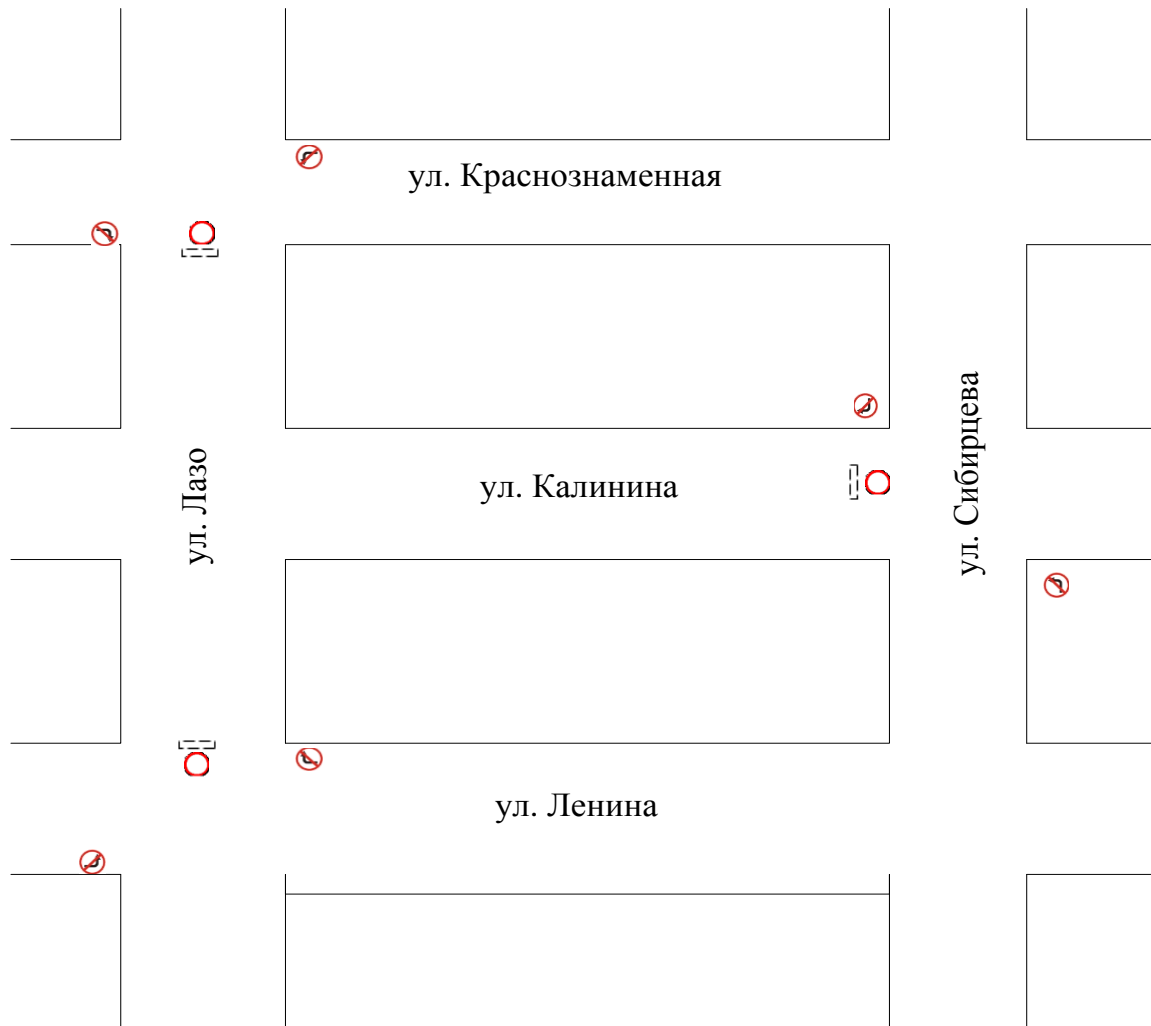 ул. Краснознаменная
ул. Лазо
ул. Калинина
ул. Сибирцева
ул. Ленина